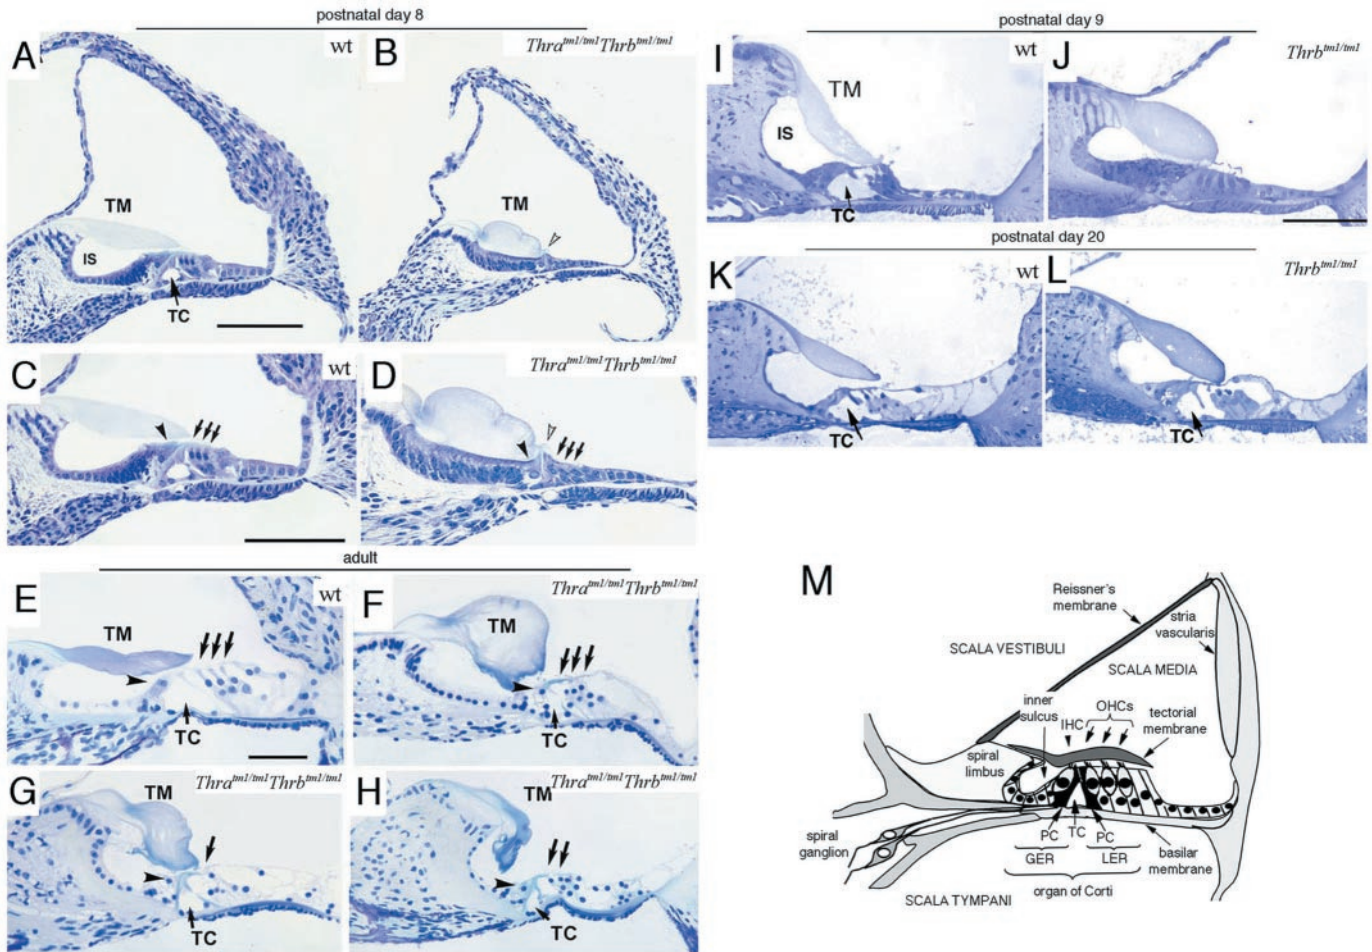 postnatal day 8
A
wt
B
Thra^tm1/tm1 Thrb^tm1/tm1
TM
IS
TC
TM
C
wt
D
Thra^tm1/tm1 Thrb^tm1/tm1
adult
E
wt
TM
TC
F
Thra^tm1/tm1 Thrb^tm1/tm1
TM
TC
G
Thra^tm1/tm1 Thrb^tm1/tm1
TM
TC
H
Thra^tm1/tm1 Thrb^tm1/tm1
TM
TC
postnatal day 9
I
wt
TM
IS
TC
J
Thrb^tm1/tm1
postnatal day 20
K
wt
TC
L
Thrb^tm1/tm1
TC
M
Reissner's
membrane
stria
vascularis
SCALA VESTIBULI
SCALA MEDIA
inner
sulcus
OHCs
IHC
tectorial
membrane
spiral
limbus
PC
TC
PC
spiral
ganglion
GER
LER
basilar
membrane
organ of Corti
SCALA TYMPANI